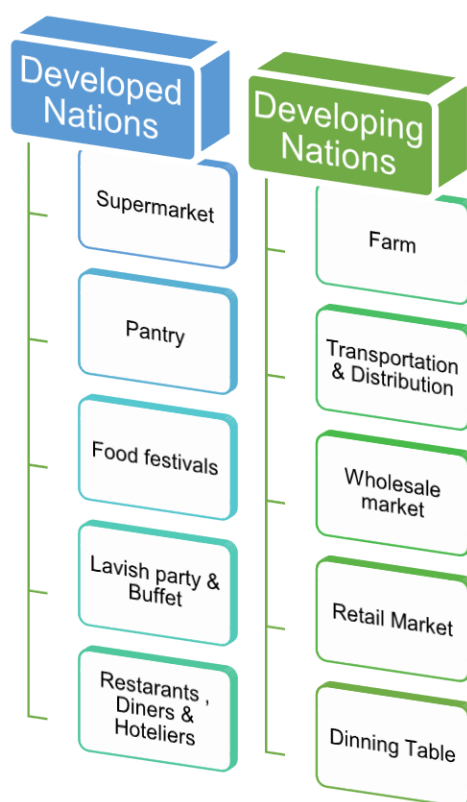 Developed
Nations
Supermarket
Pantry
Food festivals
Lavish party &
Buffet
Restarants ,
Diners &
Hoteliers
Developing
Nations
Farm
Transportation
& Distribution
Wholesale
market
Retail Market
Dinning Table